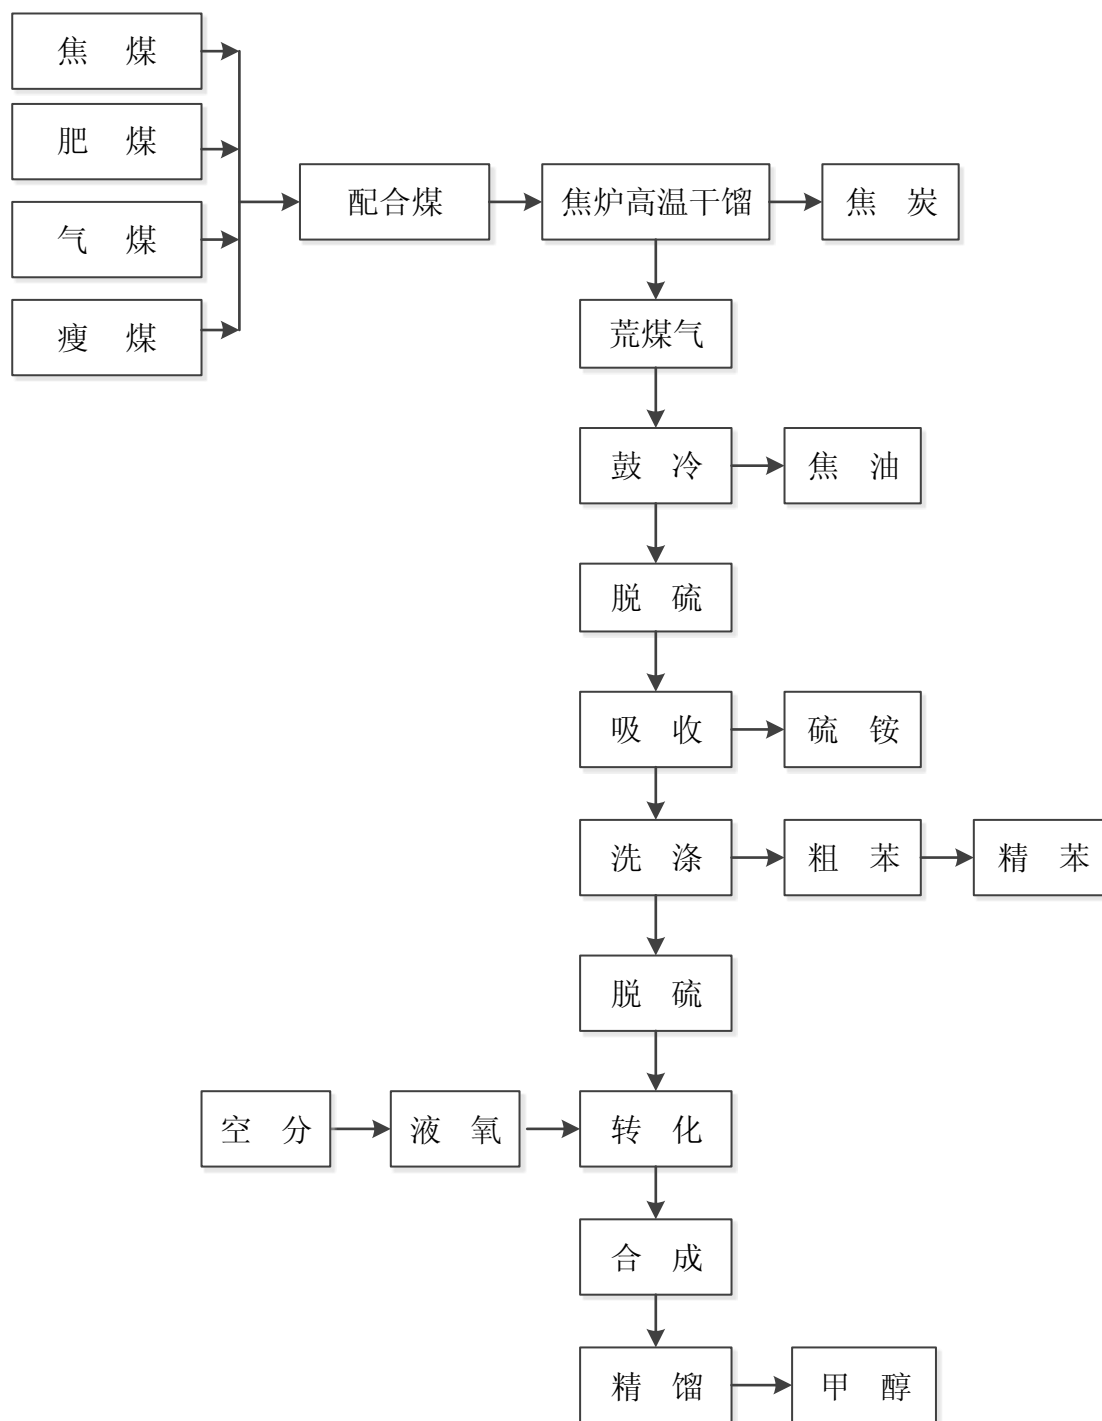 焦 煤
肥 煤
气 煤
瘦 煤
配合煤
焦炉高温干馏
焦 炭
荒煤气
鼓 冷
焦 油
脱 硫
吸 收
硫 铵
洗 涤
粗 苯
精 苯
脱 硫
空 分
液 氧
转 化
合 成
精 馏
甲 醇